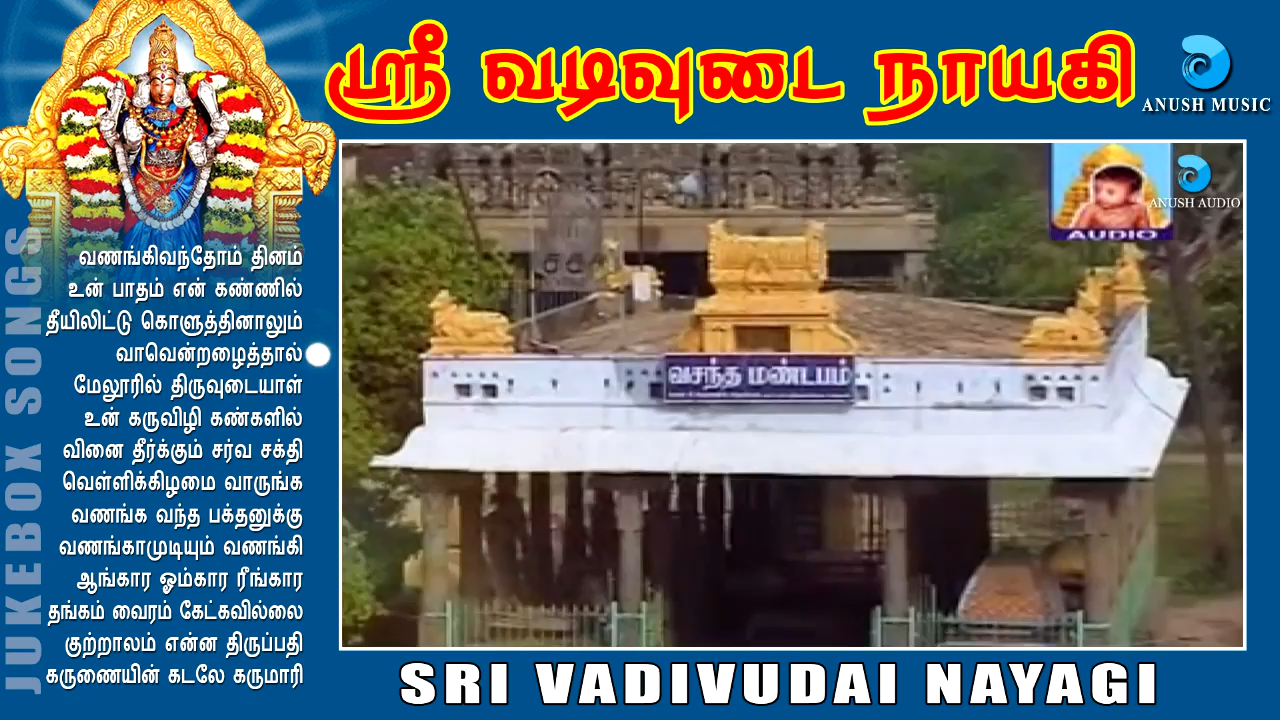 ஸ்ரீ வடிவுடை நாயகி
ANUSH MUSIC
JUKEBOX SONGS
வணங்கிவந்தோம் தினம்
உன் பாதம் என் கண்ணில்
தீயிலிட்டு கொளுத்தினாலும்
வாவென்றழைத்தால்
மேலூரில் திருவுடையாள்
உன் கருவிழி கண்களில்
வினை தீர்க்கும் சர்வ சக்தி
வெள்ளிக்கிழமை வாருங்க
வணங்க வந்த பக்தனுக்கு
வணங்காமுடியும் வணங்கி
ஆங்கார ஓம்கார ரீங்கார
தங்கம் வைரம் கேட்கவில்லை
குற்றாலம் என்ன திருப்பதி
கருணையின் கடலே கருமாரி
ANUSH AUDIO
AUDIO
வசந்த மண்டபம்
SRI VADIVUDAI NAYAGI